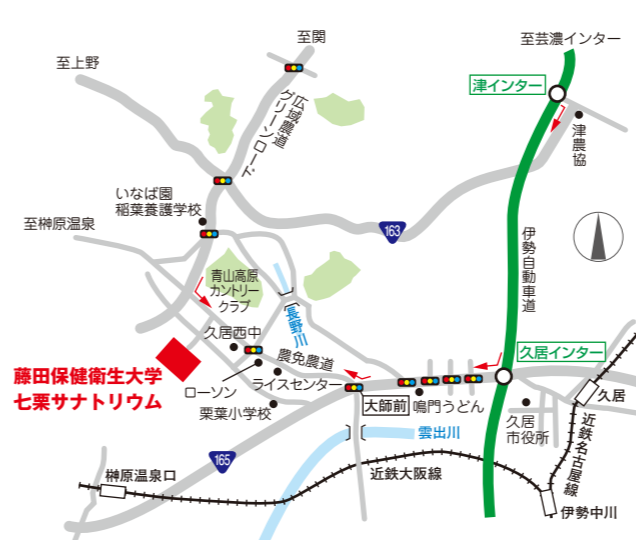 至関
至芸濃インター
至上野
津インター
広域農道
グリーンロード
津農協
いなば園
稲葉養護学校
至榊原温泉
163
伊勢自動車道
青山高原
カントリー
クラブ
長野川
久居西中
農免農道
久居インター
藤田保健衛生大学
七栗サナトリウム
ローソン
ライスセンター
栗葉小学校
大師前
鳴門うどん
久居
市役所
久居
雲出川
近鉄名古屋線
165
榊原温泉口
近鉄大阪線
伊勢中川